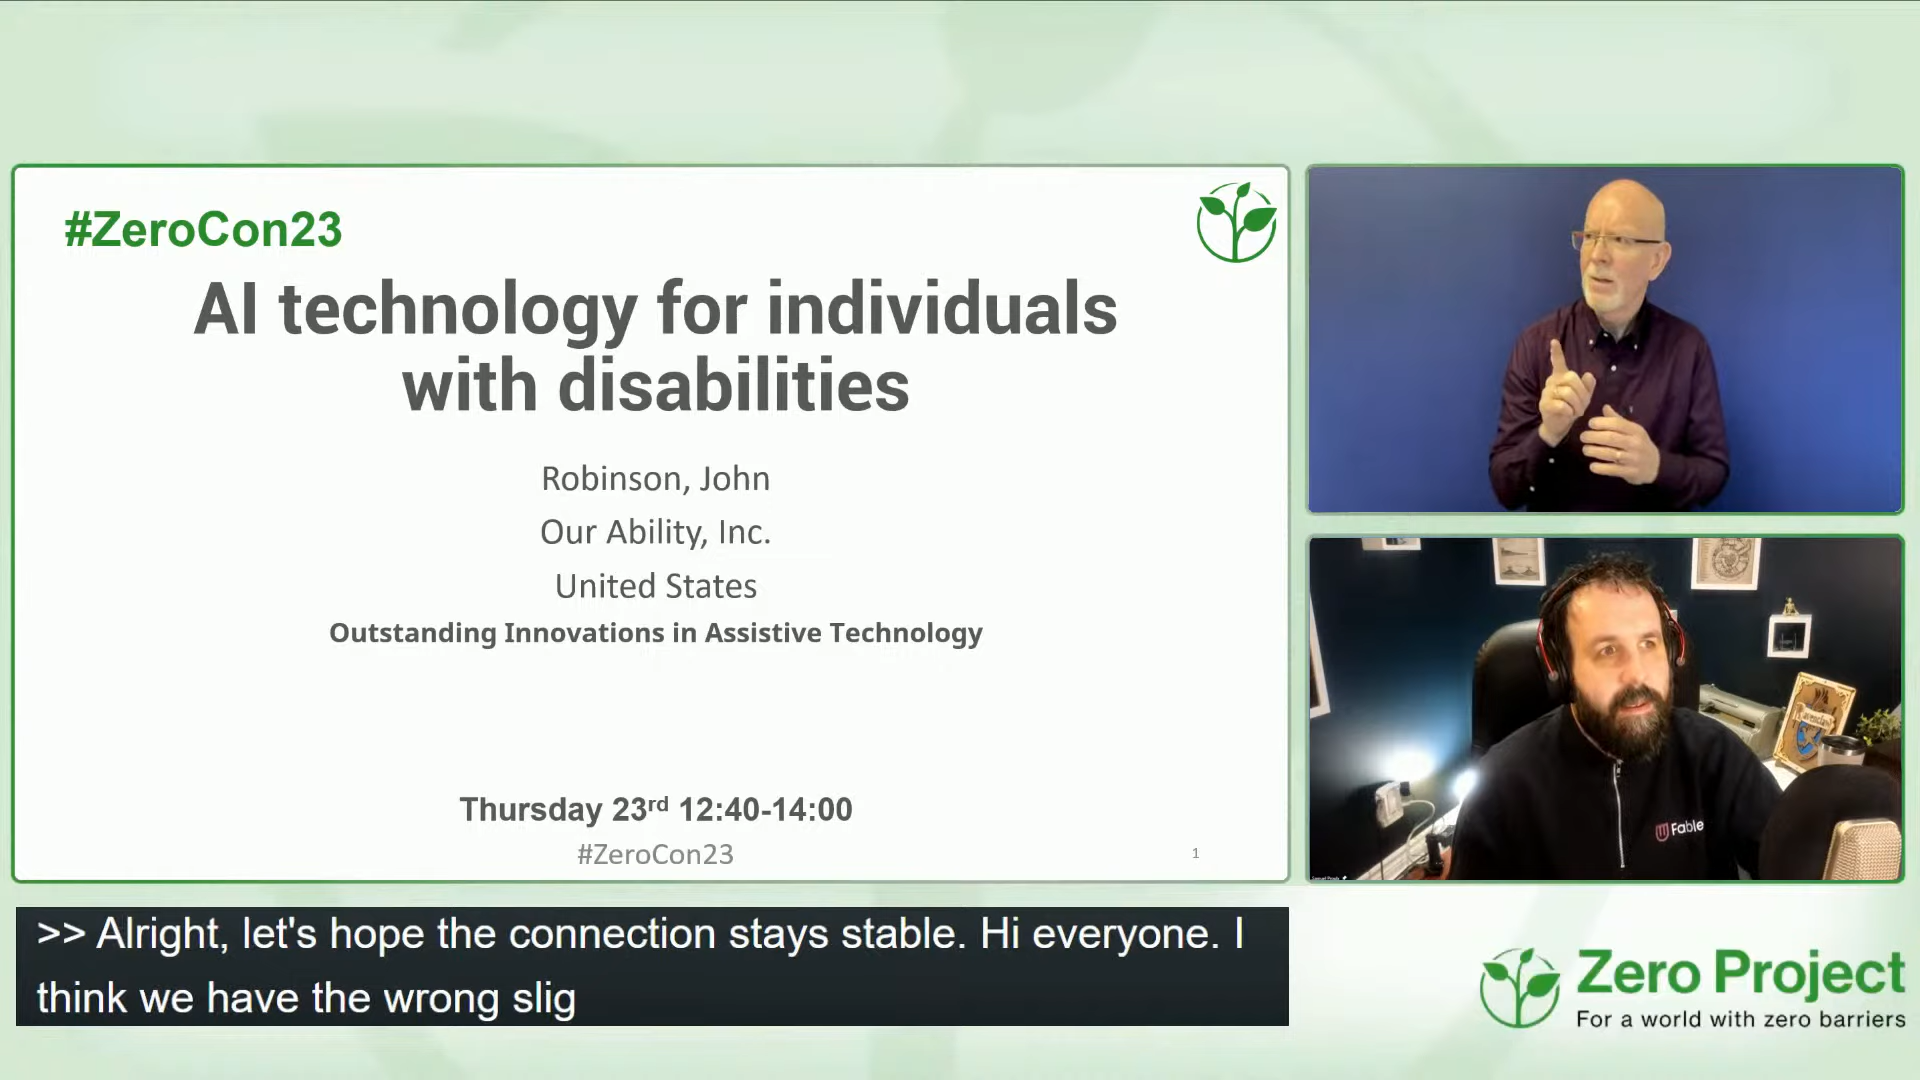 #ZeroCon23
AI technology for individuals
with disabilities
Robinson, John
Our Ability, Inc.
United States
Outstanding Innovations in Assistive Technology
Thursday 23rd 12:40-14:00
#ZeroCon23
1
Ravenclaw
Fable
>> Alright, let's hope the connection stays stable. Hi everyone. I
think we have the wrong slig
Zero Project
For a world with zero barriers